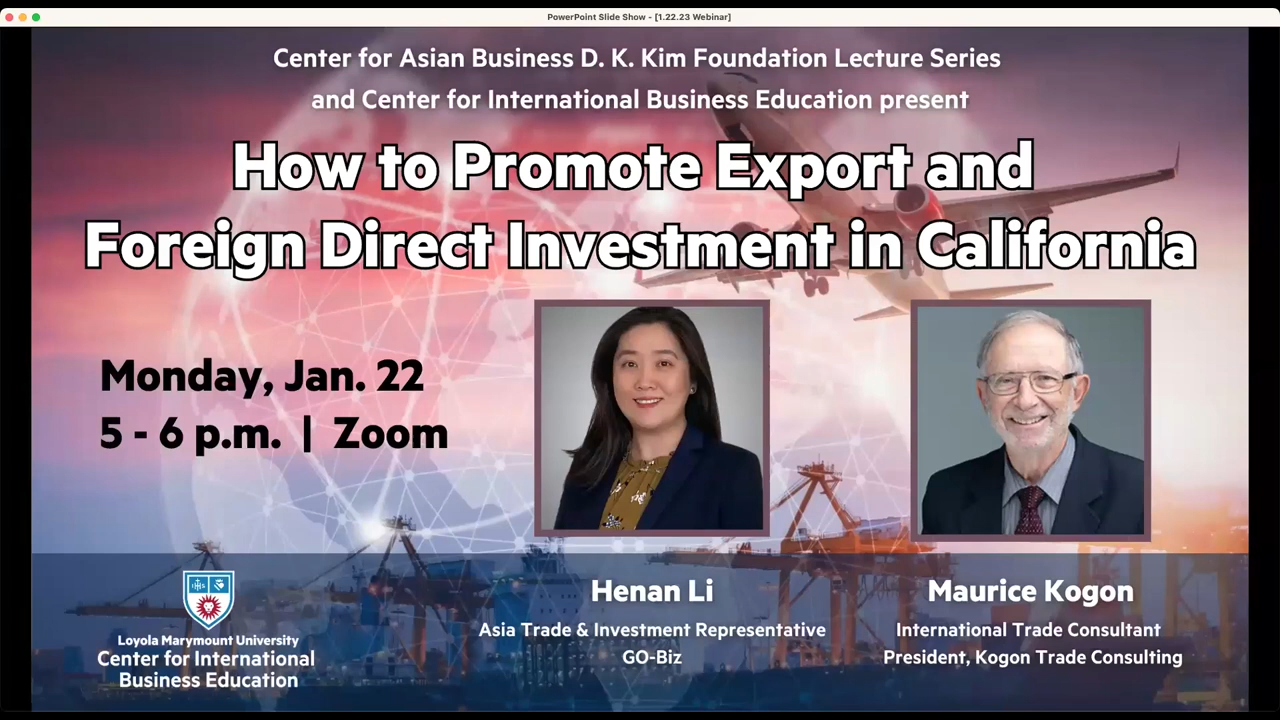 PowerPoint Slide Show - [1.22.23 Webinar]
Center for Asian Business D. K. Kim Foundation Lecture Series
and Center for International Business Education present
How to Promote Export and
Foreign Direct Investment in California
Monday, Jan. 22
5 - 6 p.m. | Zoom
IHS
Loyola Marymount University
Center for International
Business Education
Henan Li
Asia Trade & Investment Representative
GO-Biz
Maurice Kogon
International Trade Consultant
President, Kogon Trade Consulting